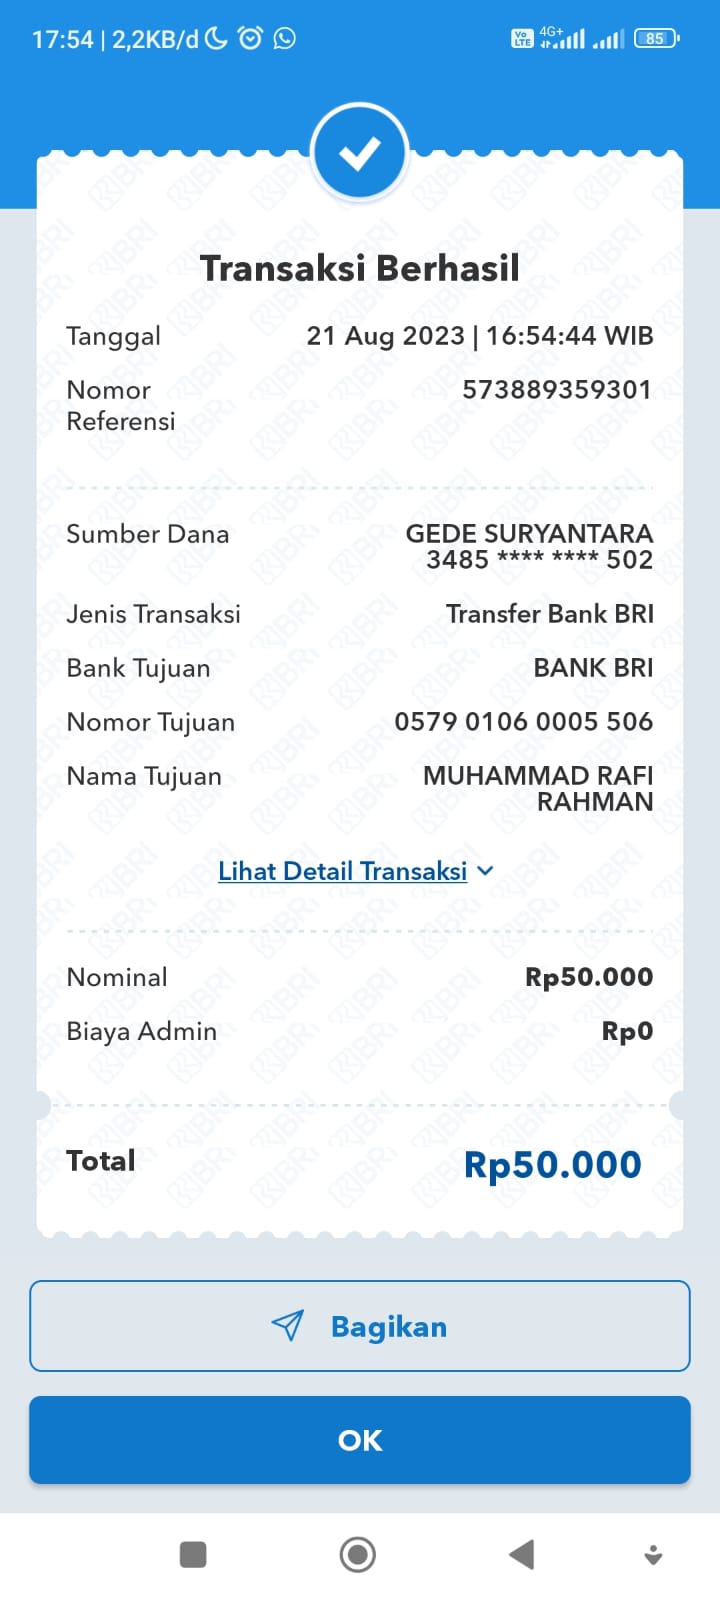 17:54 | 2,2KB/d
Vo LTE 4G+ 85
Transaksi Berhasil
Tanggal 21 Aug 2023 | 16:54:44 WIB
Nomor Referensi 573889359301
Sumber Dana GEDE SURYANTARA
3485 **** **** 502
Jenis Transaksi Transfer Bank BRI
Bank Tujuan BANK BRI
Nomor Tujuan 0579 0106 0005 506
Nama Tujuan MUHAMMAD RAFI
RAHMAN
Lihat Detail Transaksi
Nominal Rp50.000
Biaya Admin Rp0
Total Rp50.000
Bagikan
OK